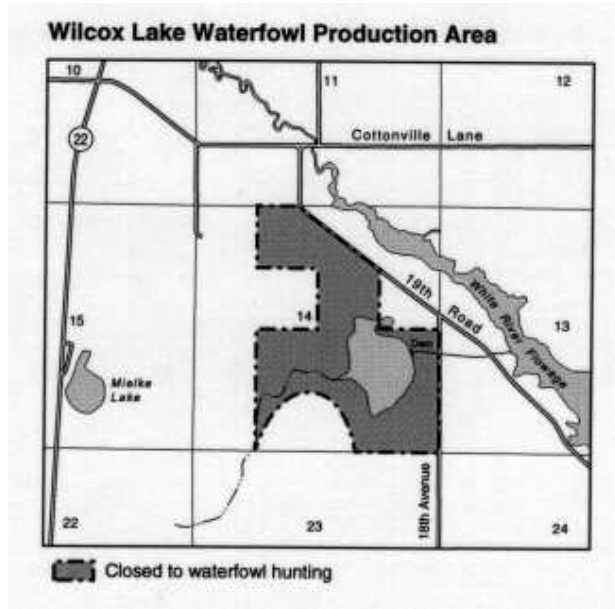 Wilcox Lake Waterfowl Production Area
10
11
12
22
Cottonville Lane
19th Road
White River Flowage
14
13
15
Dam
Mielke
Lake
18th Avenue
22
23
24
Closed to waterfowl hunting